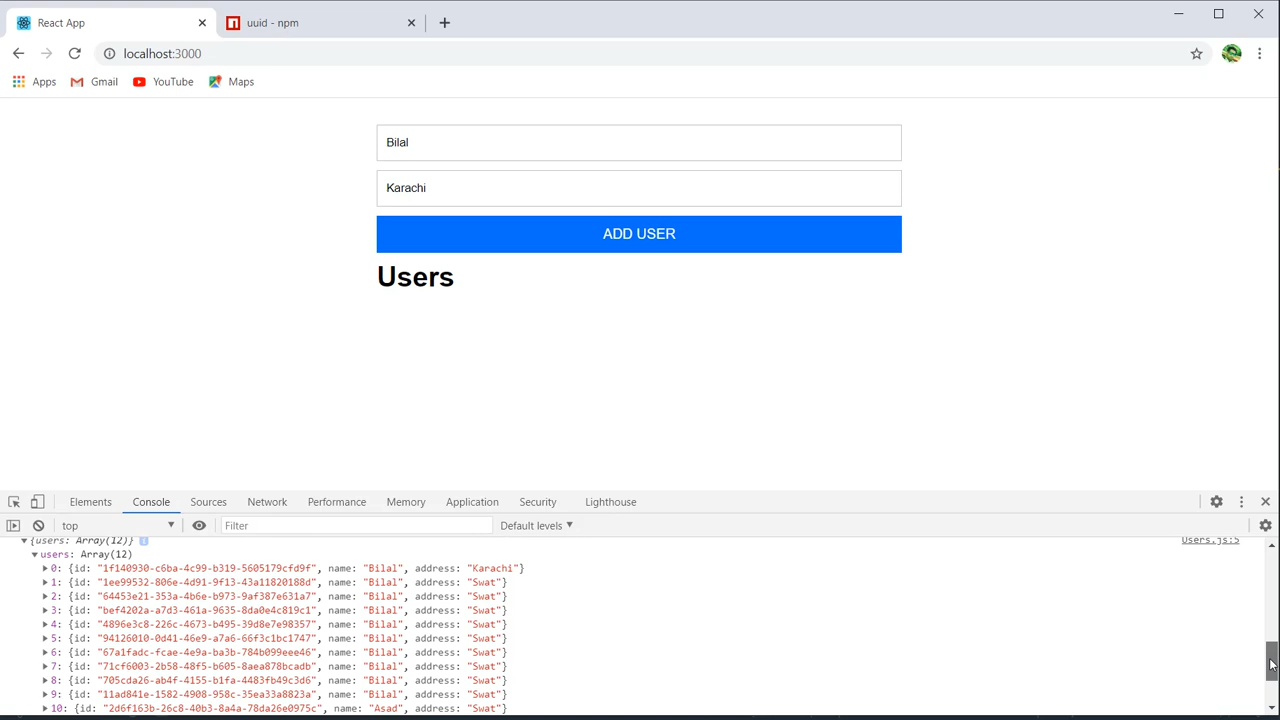 React App
uuid - npm
localhost:3000
Apps Gmail YouTube Maps
Bilal
Karachi
ADD USER
Users
Elements Console Sources Network Performance Memory Application Security Lighthouse
top Filter Default levels
{users: Array(12)} Users.js:5
users: Array(12)
0: {id: "1f140930-c6ba-4c99-b319-5605179cfd9f", name: "Bilal", address: "Karachi"}
1: {id: "1ee99532-806e-4d91-9f13-43a11820188d", name: "Bilal", address: "Swat"}
2: {id: "64453e21-353a-4b6e-b973-9af387e631a7", name: "Bilal", address: "Swat"}
3: {id: "bef4202a-a7d3-461a-9635-8da0e4c819c1", name: "Bilal", address: "Swat"}
4: {id: "4896e3c8-226c-4673-b495-39d8e7e98357", name: "Bilal", address: "Swat"}
5: {id: "94126010-0d41-46e9-a7a6-66f3c1bc1747", name: "Bilal", address: "Swat"}
6: {id: "67a1fadc-fcae-4e9a-ba3b-784b099eee46", name: "Bilal", address: "Swat"}
7: {id: "71cf6003-2b58-48f5-b605-8aea878bcadb", name: "Bilal", address: "Swat"}
8: {id: "705cda26-ab4f-4155-b1fa-4483fb49c3d6", name: "Bilal", address: "Swat"}
9: {id: "11ad841e-1582-4908-958c-35ea33a8823a", name: "Bilal", address: "Swat"}
10: {id: "2d6f163b-26c8-40b3-8a4a-78da26e0975c", name: "Asad", address: "Swat"}